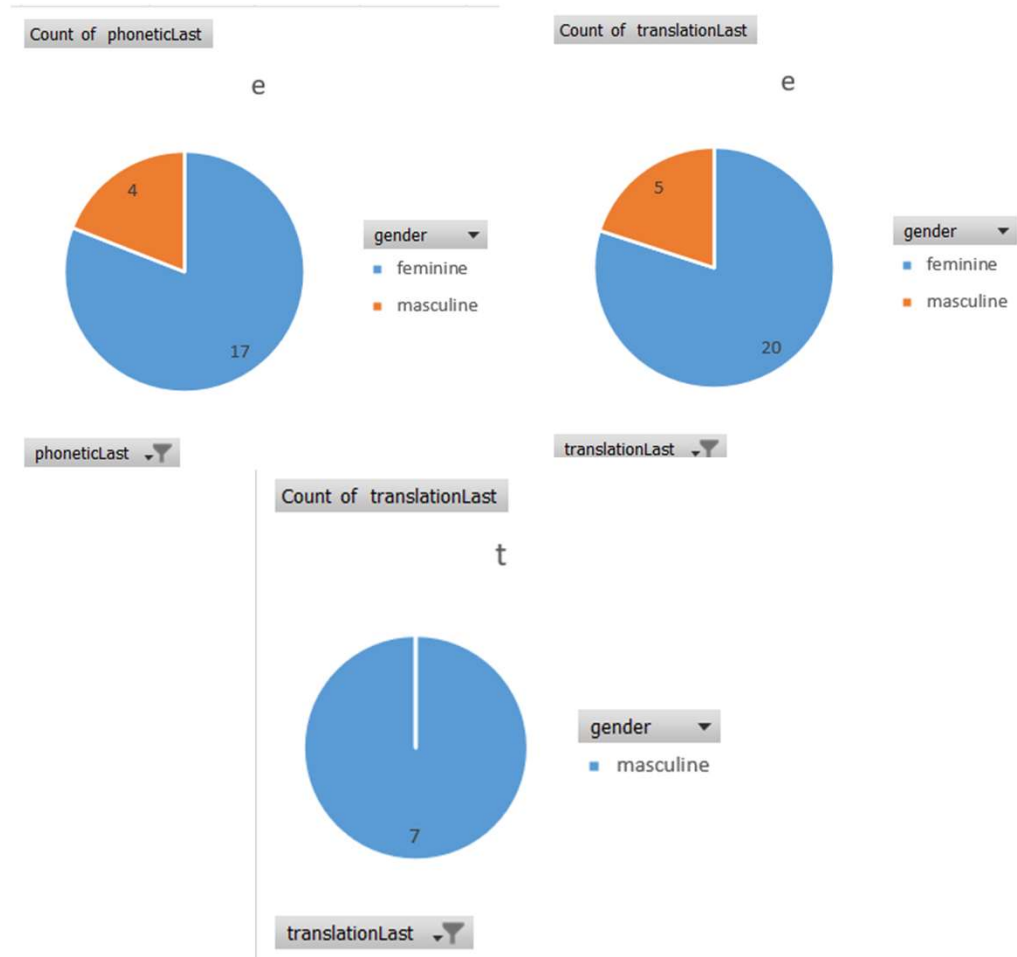 Count of phoneticLast
e
4
17
gender
feminine
masculine
phoneticLast
Count of translationLast
e
5
20
gender
feminine
masculine
translationLast
Count of translationLast
t
7
gender
masculine
translationLast